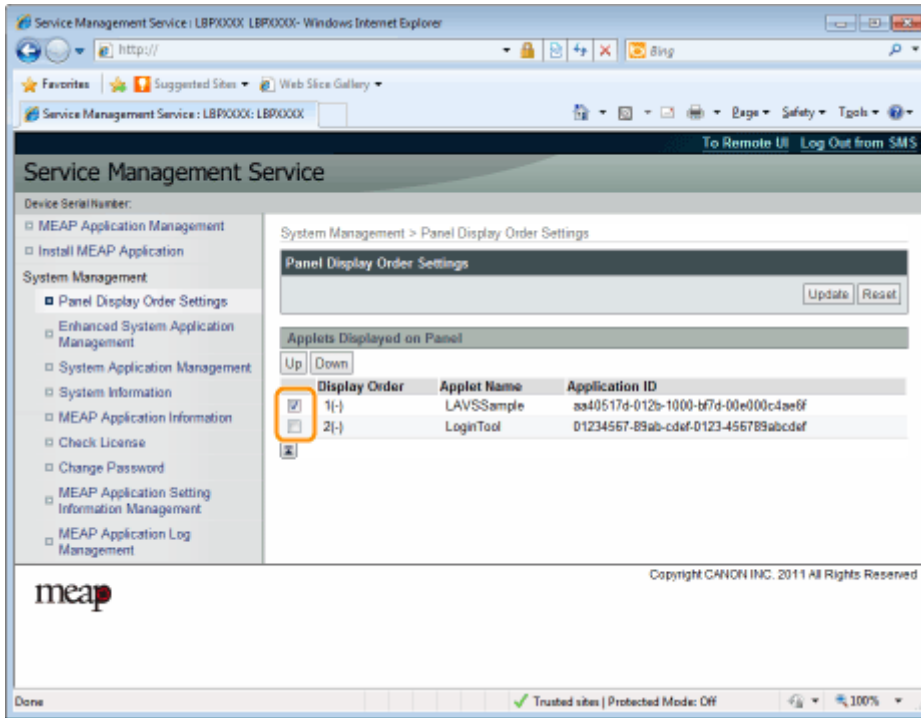 Service Management Service : LBPXXXX: LBPXXXX- Windows Internet Explorer
http://
Bing
Favorites Suggested Sites Web Slice Gallery
Service Management Service : LBPXXXX: LBPXXXX
Page Safety Tools
To Remote UI Log Out from SMS
Service Management Service
Device Serial Number:
MEAP Application Management
Install MEAP Application
System Management
Panel Display Order Settings
Enhanced System Application
Management
System Application Management
System Information
MEAP Application Information
Check License
Change Password
MEAP Application Setting
Information Management
MEAP Application Log
Management
System Management > Panel Display Order Settings
Panel Display Order Settings
Update Reset
Applets Displayed on Panel
Up Down
Display Order Applet Name Application ID
1(-) LAVSSample aa40517d-012b-1000-bf7d-00e000c4ae6f
2(-) LoginTool 01234567-89ab-cdef-0123-456789abcdef
Copyright CANON INC. 2011 All Rights Reserved
meap
Done
Trusted sites | Protected Mode: Off
100%